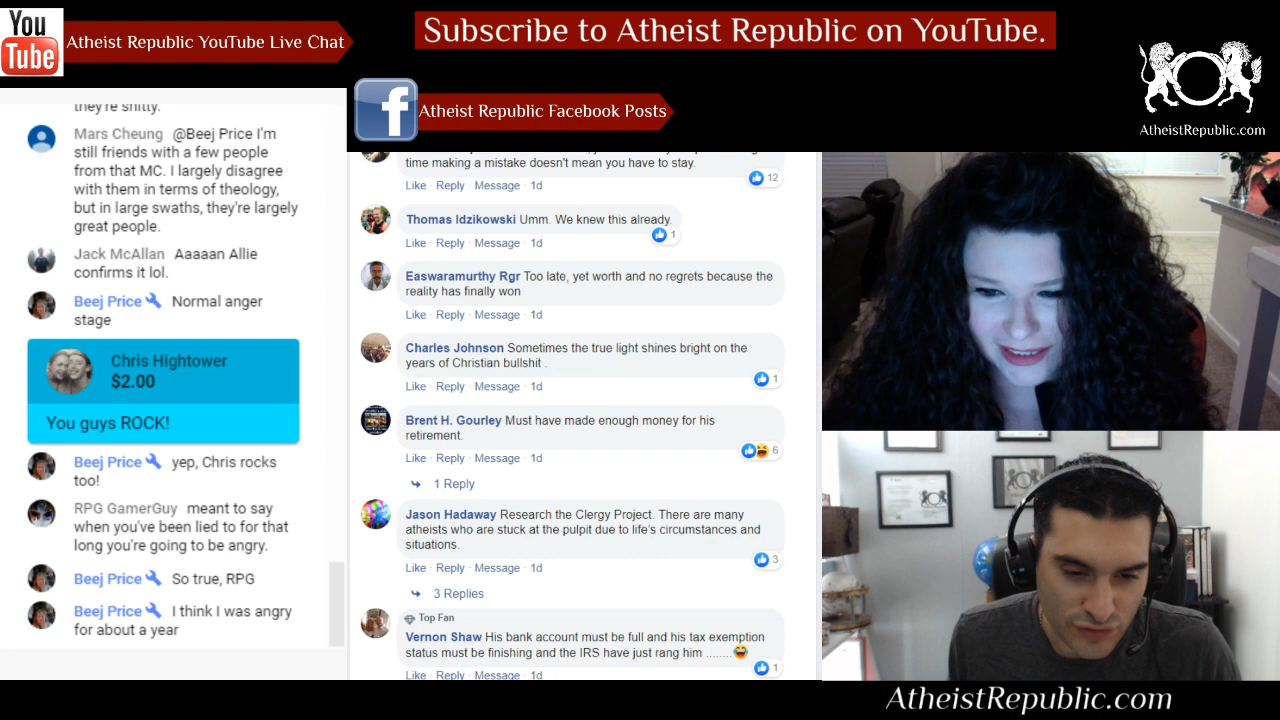 You
Tube
Atheist Republic YouTube Live Chat
Subscribe to Atheist Republic on YouTube.
Atheist Republic Facebook Posts
AtheistRepublic.com
they're shitty.
Mars Cheung @Beej Price I'm
still friends with a few people
from that MC. I largely disagree
with them in terms of theology,
but in large swaths, they're largely
great people.
Jack McAllan Aaaaan Allie
confirms it lol.
Beej Price Normal anger
stage
Chris Hightower
$2.00
You guys ROCK!
Beej Price yep, Chris rocks
too!
RPG GamerGuy meant to say
when you've been lied to for that
long you're going to be angry.
Beej Price So true, RPG
Beej Price I think I was angry
for about a year
time making a mistake doesn't mean you have to stay.
12
Like · Reply · Message · 1d
Thomas Idzikowski Umm. We knew this already.
1
Like · Reply · Message · 1d
Easwaramurthy Rgr Too late, yet worth and no regrets because the
reality has finally won
Like · Reply · Message · 1d
Charles Johnson Sometimes the true light shines bright on the
years of Christian bullshit .
1
Like · Reply · Message · 1d
Brent H. Gourley Must have made enough money for his
retirement.
6
Like · Reply · Message · 1d
1 Reply
Jason Hadaway Research the Clergy Project. There are many
atheists who are stuck at the pulpit due to life's circumstances and
situations.
3
Like · Reply · Message · 1d
3 Replies
Top Fan
Vernon Shaw His bank account must be full and his tax exemption
status must be finishing and the IRS have just rang him ........
1
Like · Reply · Message · 1d
AtheistRepublic.com